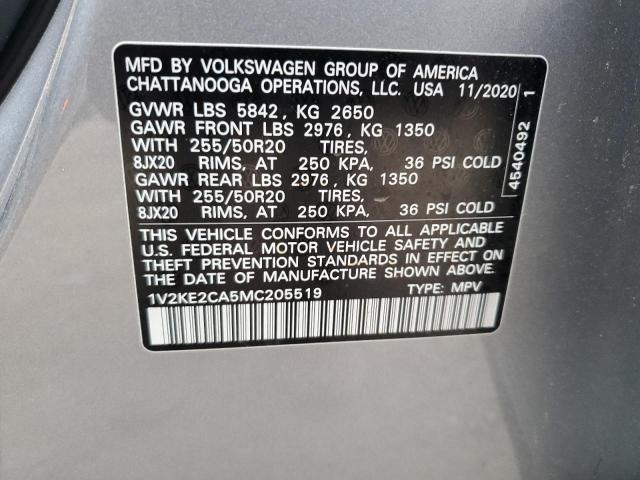 MFD BY VOLKSWAGEN GROUP OF AMERICA
CHATTANOOGA OPERATIONS, LLC. USA 11/2020
GVWR LBS 5842, KG 2650
GAWR FRONT LBS 2976, KG 1350
WITH 255/50R20 TIRES,
8JX20 RIMS, AT 250 KPA, 36 PSI COLD
GAWR REAR LBS 2976, KG 1350
WITH 255/50R20 TIRES,
8JX20 RIMS, AT 250 KPA, 36 PSI COLD
THIS VEHICLE CONFORMS TO ALL APPLICABLE
U.S. FEDERAL MOTOR VEHICLE SAFETY AND
THEFT PREVENTION STANDARDS IN EFFECT ON
THE DATE OF MANUFACTURE SHOWN ABOVE.
1V2KE2CA5MC205519 TYPE: MPV
4540492 1